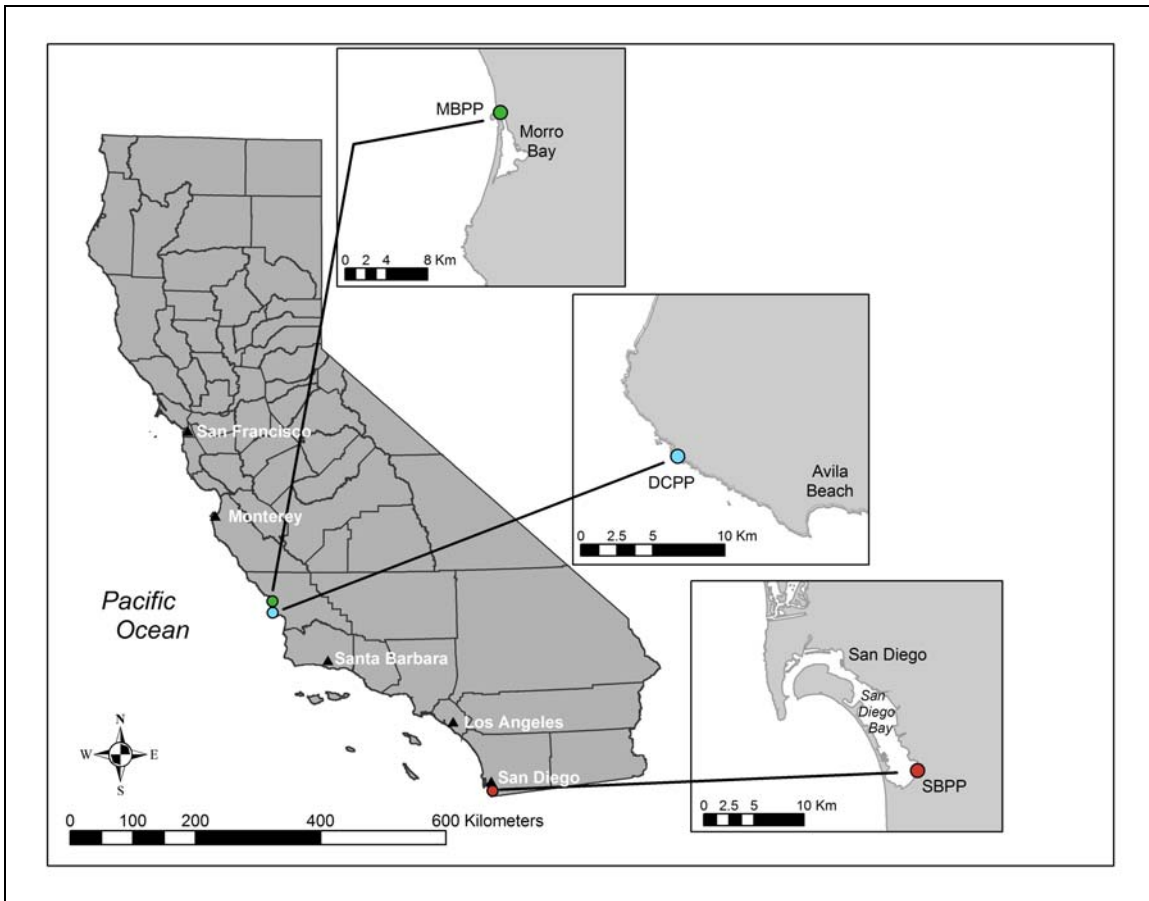 MBPP
Morro
Bay
0 2 4 8 Km
San Francisco
Monterey
Pacific
Ocean
Santa Barbara
Los Angeles
San Diego
DCPP
Avila
Beach
0 2.5 5 10 Km
San Diego
San
Diego
Bay
SBPP
0 2.5 5 10 Km
N
W E
S
0 100 200 400 600 Kilometers